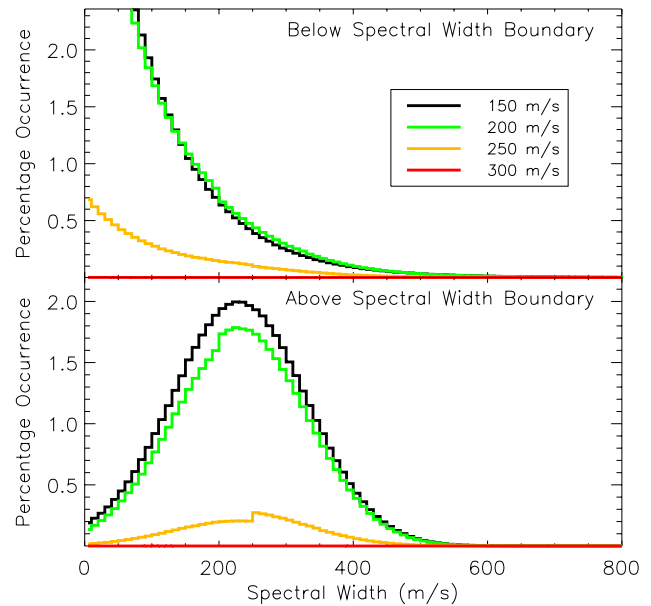 Below Spectral Width Boundary
150 m/s
200 m/s
250 m/s
300 m/s
Percentage Occurrence
2.0
1.5
1.0
0.5
Above Spectral Width Boundary
Percentage Occurrence
2.0
1.5
1.0
0.5
0
200
400
600
800
Spectral Width (m/s)